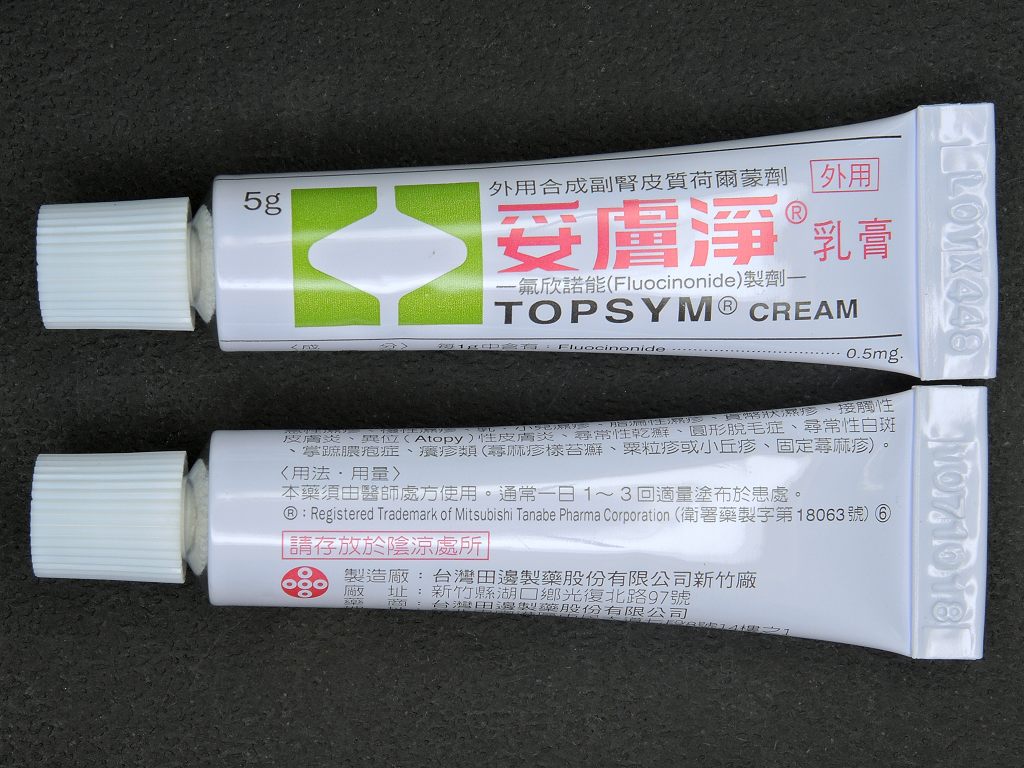 5g
外用合成副腎皮質荷爾蒙劑
外用
妥膚淨® 乳膏
—氟欣諾能(Fluocinonide)製劑—
TOPSYM® CREAM
〈成 分〉 每1g中含有：Fluocinonide 0.5mg.
LOYX448
皮膚炎、異位(Atopy)性皮膚炎、尋常性乾癬、圓形脫毛症、尋常性白斑
、掌蹠膿疱症、癢疹類(蕁麻疹樣苔癬、粟粒疹或小丘疹、固定蕁麻疹)。
〈用法・用量〉
本藥須由醫師處方使用。通常一日1～3回適量塗布於患處。
®：Registered Trademark of Mitsubishi Tanabe Pharma Corporation (衛署藥製字第18063號) ⑥
請存放於陰涼處所
製造廠：台灣田邊製藥股份有限公司新竹廠
廠 址：新竹縣湖口鄉光復北路97號
藥 商：台灣田邊製藥股份有限公司